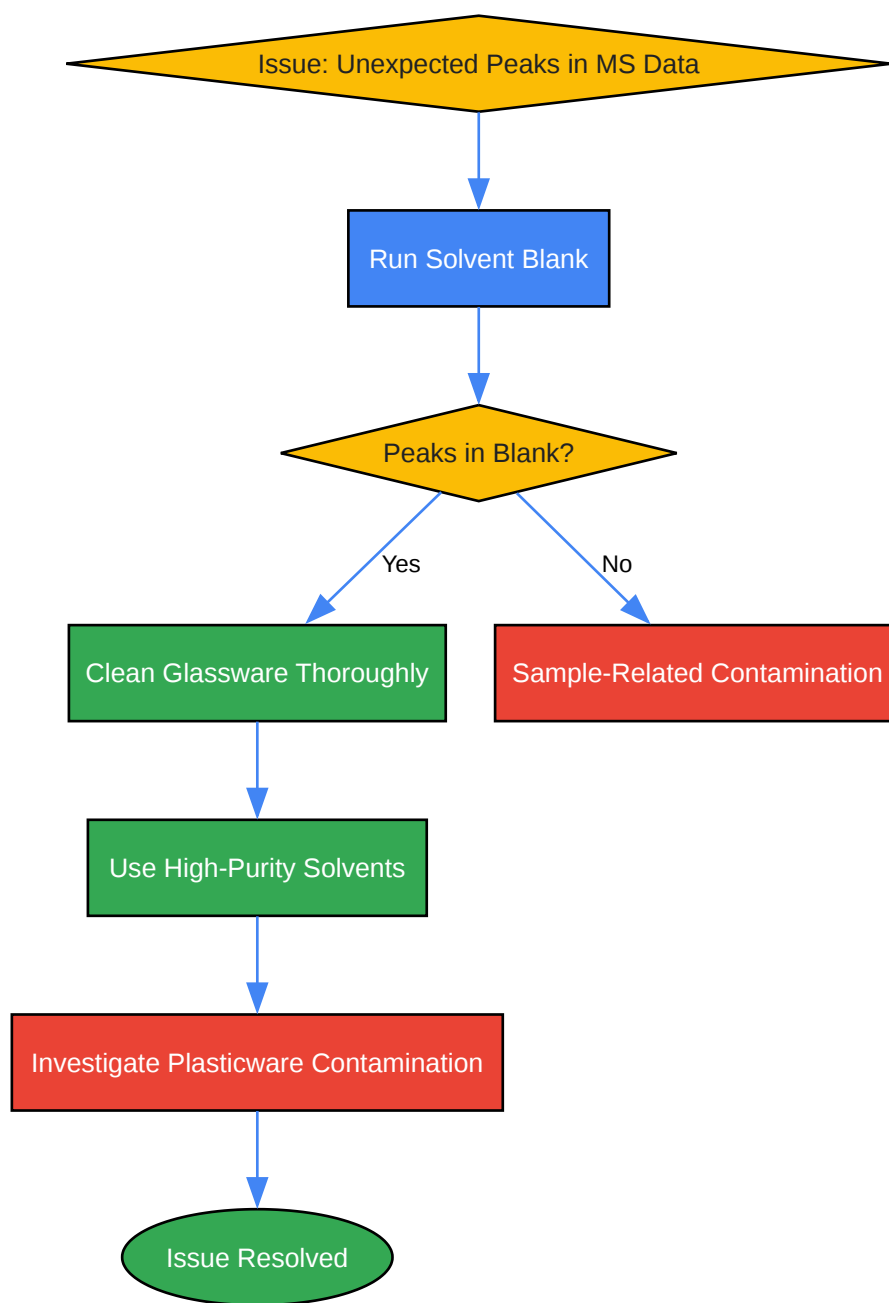 Issue: Unexpected Peaks in MS Data
Run Solvent Blank
Peaks in Blank?
Yes
No
Clean Glassware Thoroughly
Sample-Related Contamination
Use High-Purity Solvents
Investigate Plasticware Contamination
Issue Resolved